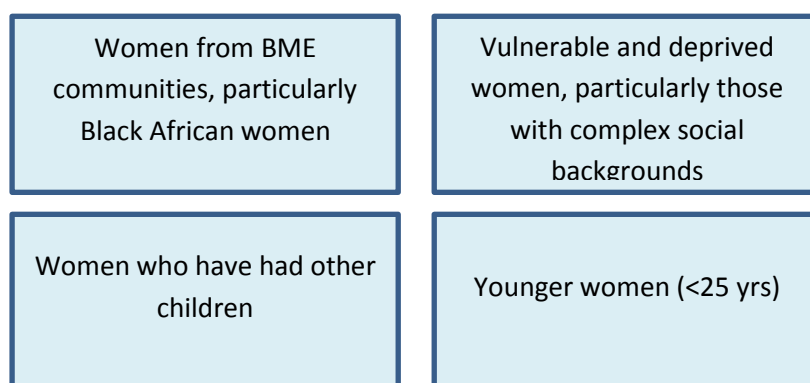 Women from BME
communities, particularly
Black African women
Vulnerable and deprived
women, particularly those
with complex social
backgrounds
Women who have had other
children
Younger women (<25 yrs)